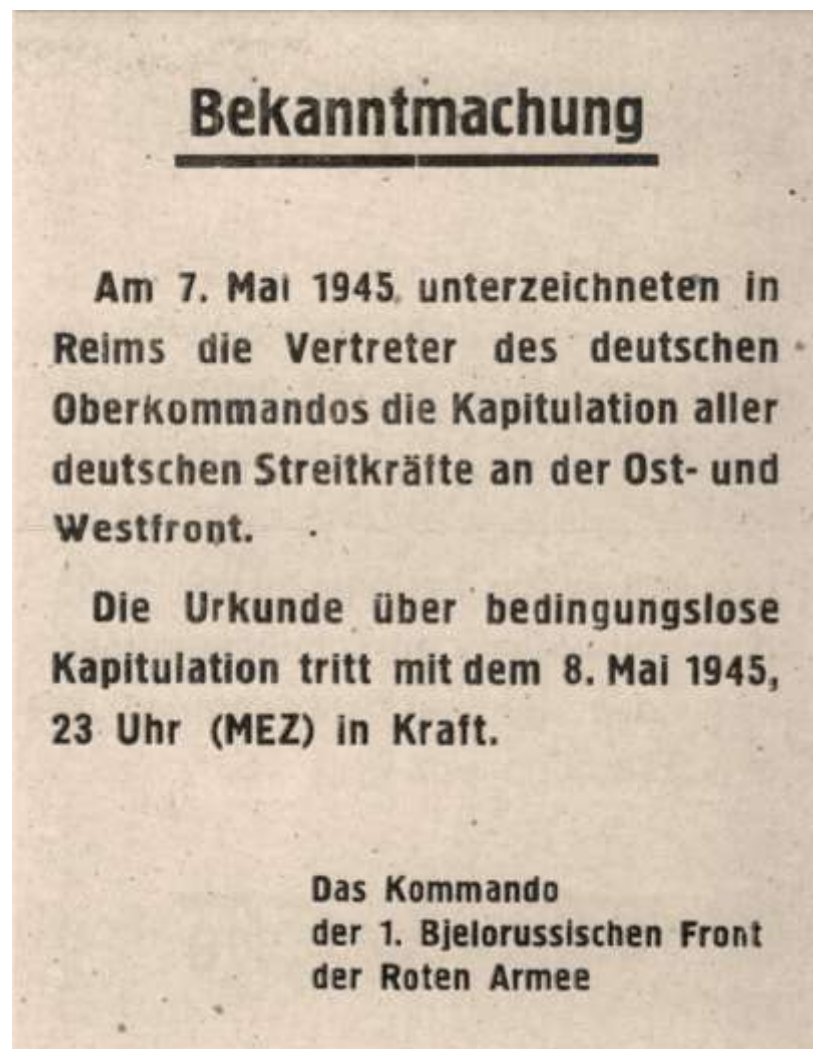 Bekanntmachung
Am 7. Mai 1945 unterzeichneten in
Reims die Vertreter des deutschen
Oberkommandos die Kapitulation aller
deutschen Streitkräfte an der Ost- und
Westfront.
Die Urkunde über bedingungslose
Kapitulation tritt mit dem 8. Mai 1945,
23 Uhr (MEZ) in Kraft.
Das Kommando
der 1. Bjelorussischen Front
der Roten Armee